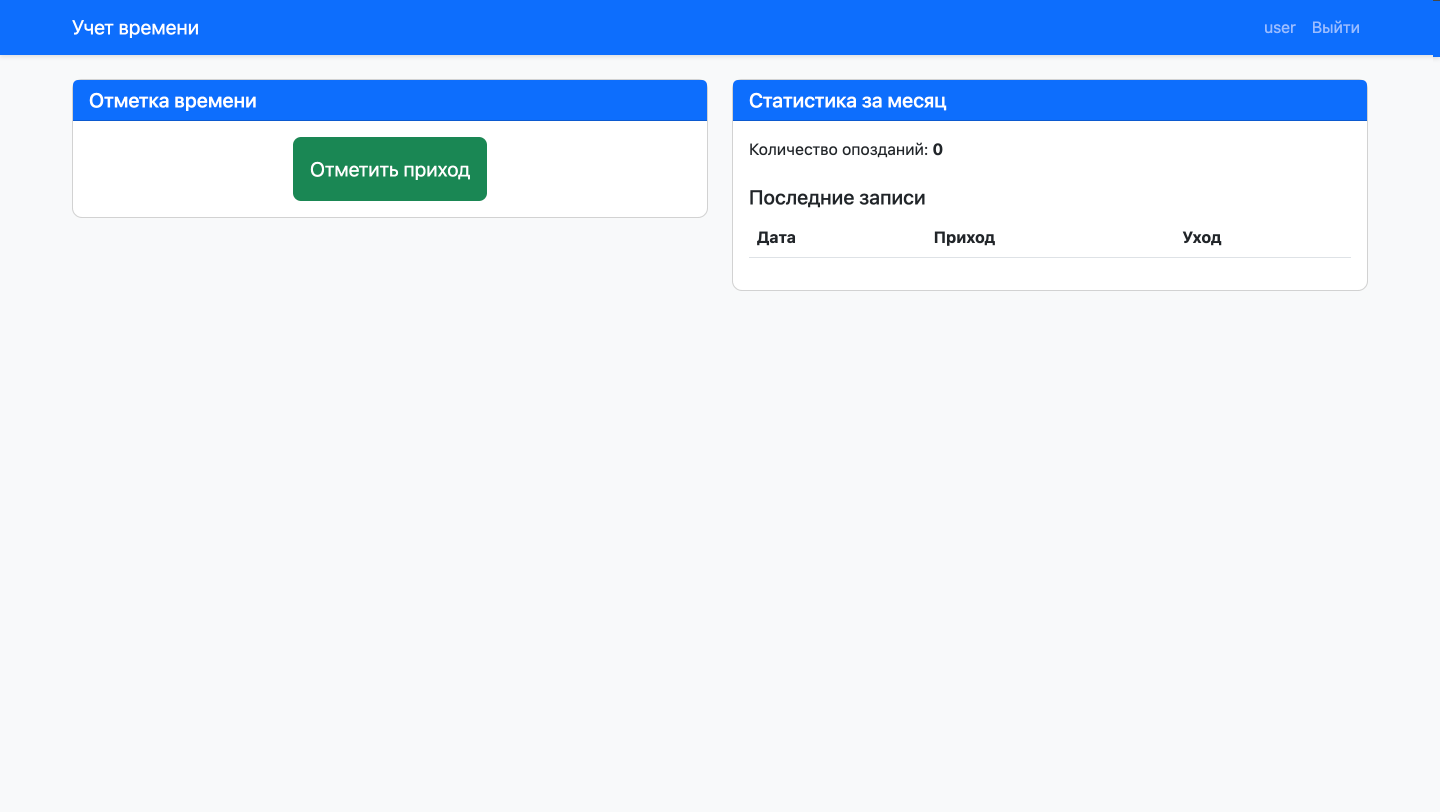 Учет времени
user Выйти
Отметка времени
Отметить приход
Статистика за месяц
Количество опозданий: 0
Последние записи
Дата Приход Уход